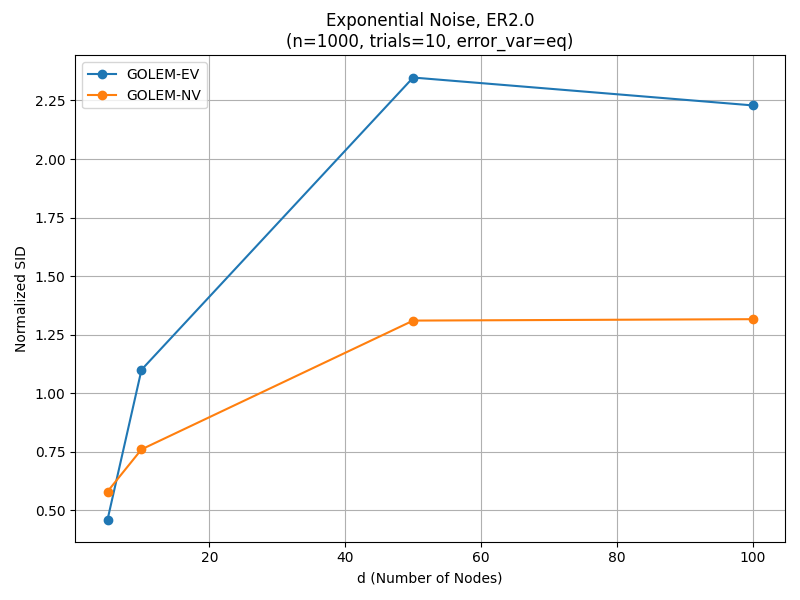 Exponential Noise, ER2.0
(n=1000, trials=10, error_var=eq)
GOLEM-EV
GOLEM-NV
Normalized SID
2.25
2.00
1.75
1.50
1.25
1.00
0.75
0.50
20 40 60 80 100
d (Number of Nodes)